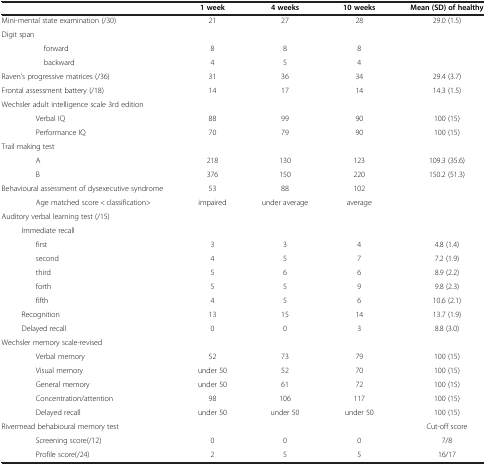 1 week 4 weeks 10 weeks Mean (SD) of healthy
Mini-mental state examination (/30) 21 27 28 29.0 (1.5)
Digit span
forward 8 8 8
backward 4 5 4
Raven's progressive matrices (/36) 31 36 34 29.4 (3.7)
Frontal assessment battery (/18) 14 17 14 14.3 (1.5)
Wechsler adult intelligence scale 3rd edition
Verbal IQ 88 99 90 100 (15)
Performance IQ 70 79 90 100 (15)
Trail making test
A 218 130 123 109.3 (35.6)
B 376 150 220 150.2 (51.3)
Behavioural assessment of dysexecutive syndrome 53 88 102
Age matched score < classification> impaired under average average
Auditory verbal learning test (/15)
Immediate recall
first 3 3 4 4.8 (1.4)
second 4 5 7 7.2 (1.9)
third 5 6 6 8.9 (2.2)
forth 5 5 9 9.8 (2.3)
fifth 4 5 6 10.6 (2.1)
Recognition 13 15 14 13.7 (1.9)
Delayed recall 0 0 3 8.8 (3.0)
Wechsler memory scale-revised
Verbal memory 52 73 79 100 (15)
Visual memory under 50 52 70 100 (15)
General memory under 50 61 72 100 (15)
Concentration/attention 98 106 117 100 (15)
Delayed recall under 50 under 50 under 50 100 (15)
Rivermead behabioural memory test Cut-off score
Screening score(/12) 0 0 0 7/8
Profile score(/24) 2 5 5 16/17